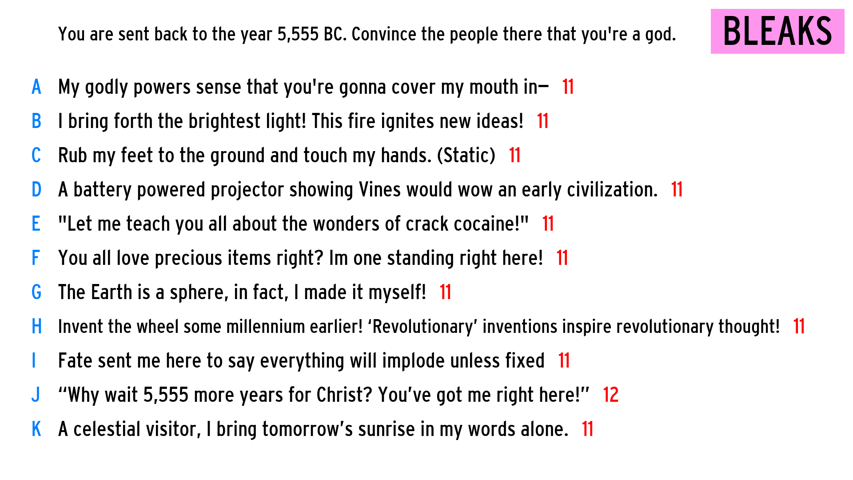 You are sent back to the year 5,555 BC. Convince the people there that you're a god.
BLEAKS
A My godly powers sense that you're gonna cover my mouth in— 11
B I bring forth the brightest light! This fire ignites new ideas! 11
C Rub my feet to the ground and touch my hands. (Static) 11
D A battery powered projector showing Vines would wow an early civilization. 11
E "Let me teach you all about the wonders of crack cocaine!" 11
F You all love precious items right? Im one standing right here! 11
G The Earth is a sphere, in fact, I made it myself! 11
H Invent the wheel some millennium earlier! ‘Revolutionary’ inventions inspire revolutionary thought! 11
I Fate sent me here to say everything will implode unless fixed 11
J “Why wait 5,555 more years for Christ? You’ve got me right here!” 12
K A celestial visitor, I bring tomorrow’s sunrise in my words alone. 11